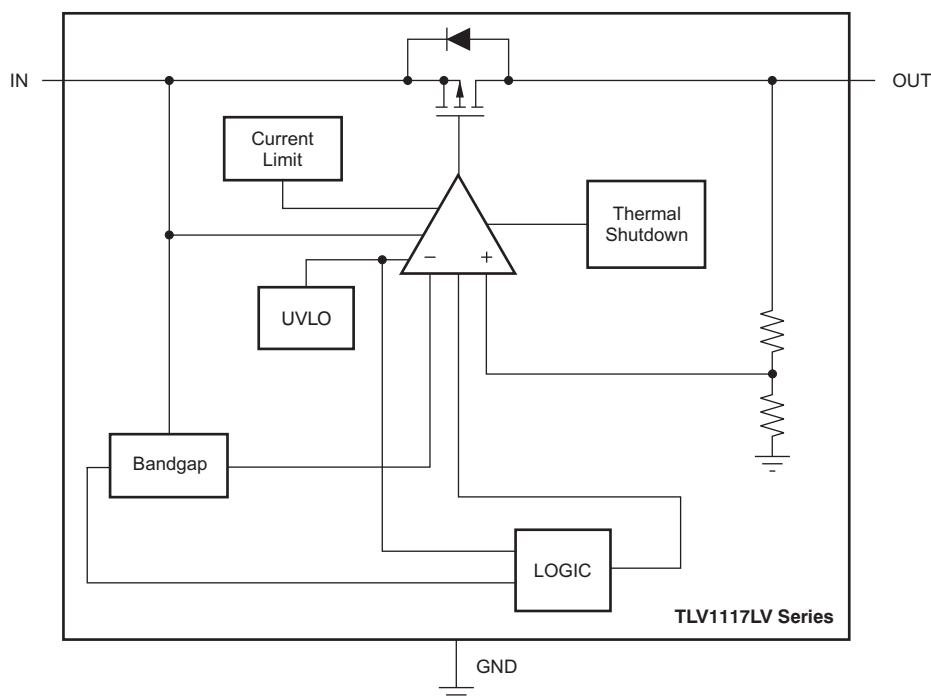 IN
OUT
Current
Limit
Thermal
Shutdown
− +
UVLO
Bandgap
LOGIC
TLV1117LV Series
GND